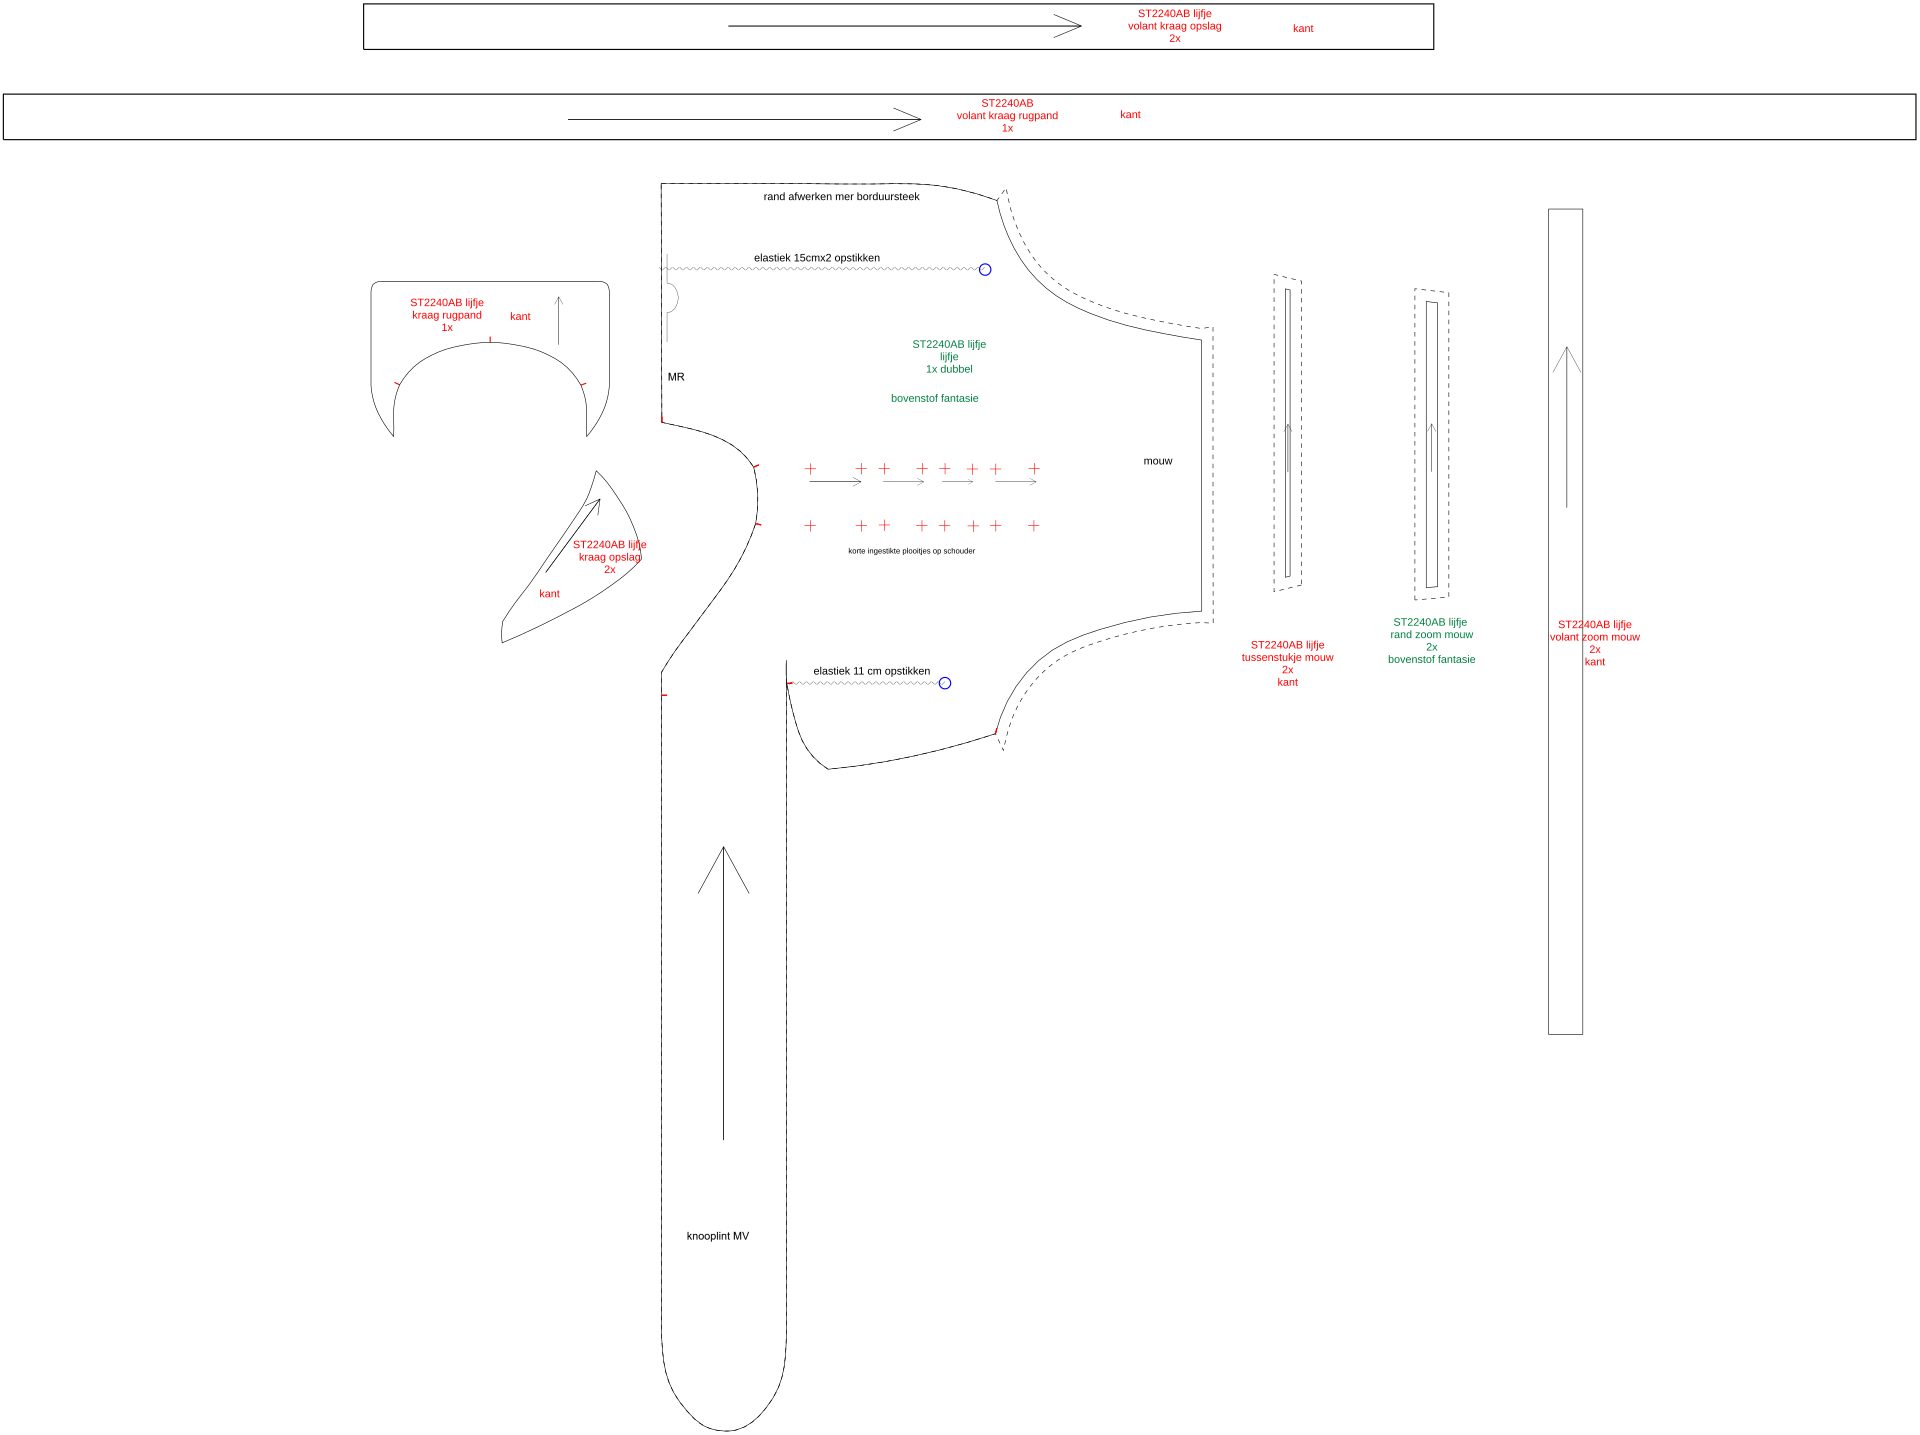 ST2240AB lijfje
volant kraag opslag
2x
kant
ST2240AB
volant kraag rugpand
1x
kant
rand afwerken mer borduursteek
elastiek 15cmx2 opstikken
ST2240AB lijfje
kraag rugpand
1x
kant
ST2240AB lijfje
lijfje
1x dubbel
bovenstof fantasie
MR
mouw
korte ingestikte plooitjes op schouder
ST2240AB lijfje
kraag opslag
2x
kant
elastiek 11 cm opstikken
ST2240AB lijfje
tussenstukje mouw
2x
kant
ST2240AB lijfje
rand zoom mouw
2x
bovenstof fantasie
ST2240AB lijfje
volant zoom mouw
2x
kant
knooplint MV